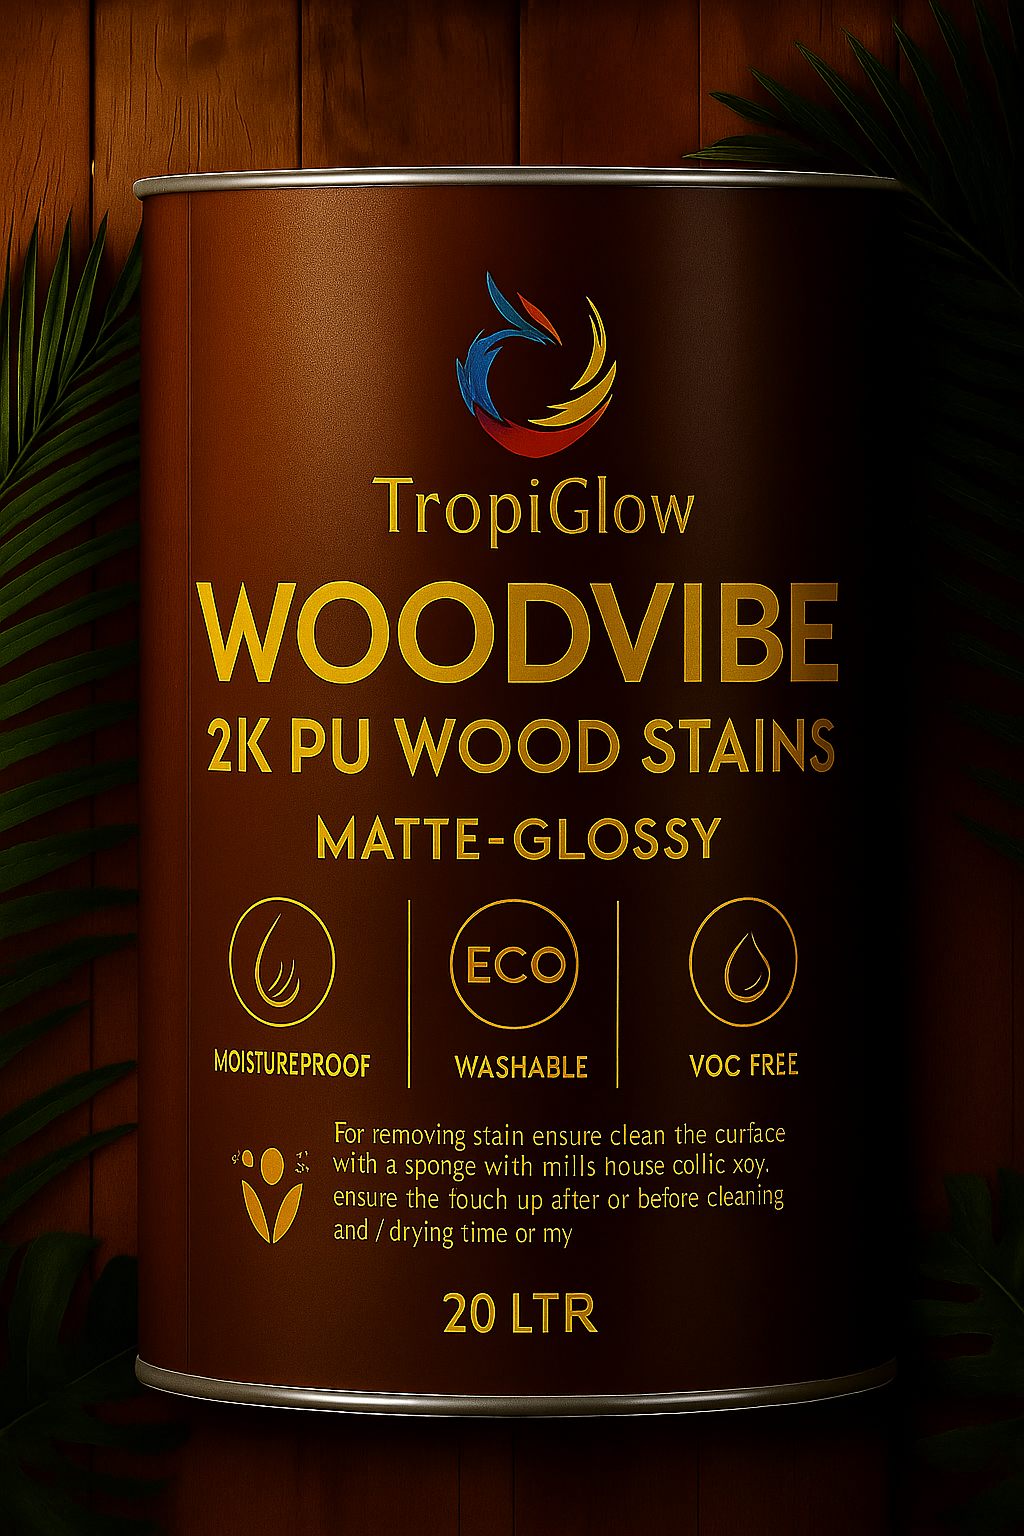 TropiGlow
WOODVIBE
2K PU WOOD STAINS
MATTE-GLOSSY
ECO
MOISTUREPROOF
WASHABLE
VOC FREE
For removing stain ensure clean the curface
with a sponge with mills house collic xoy.
ensure the fouch up after or before cleaning
and / drying time or my
20 LTR